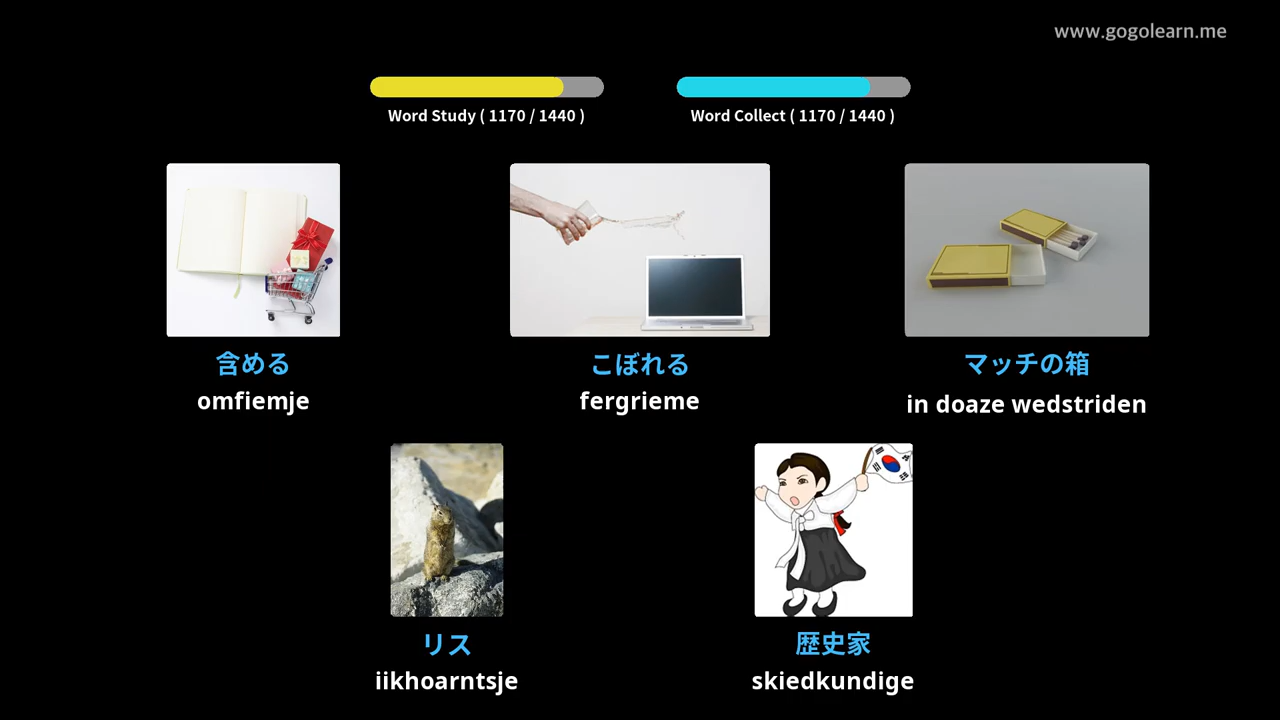 www.gogolearn.me
Word Study ( 1170 / 1440 )
Word Collect ( 1170 / 1440 )
含める
omfiemje
こぼれる
fergrieme
マッチの箱
in doaze wedstriden
リス
iikhoarntsje
歴史家
skiedkundige